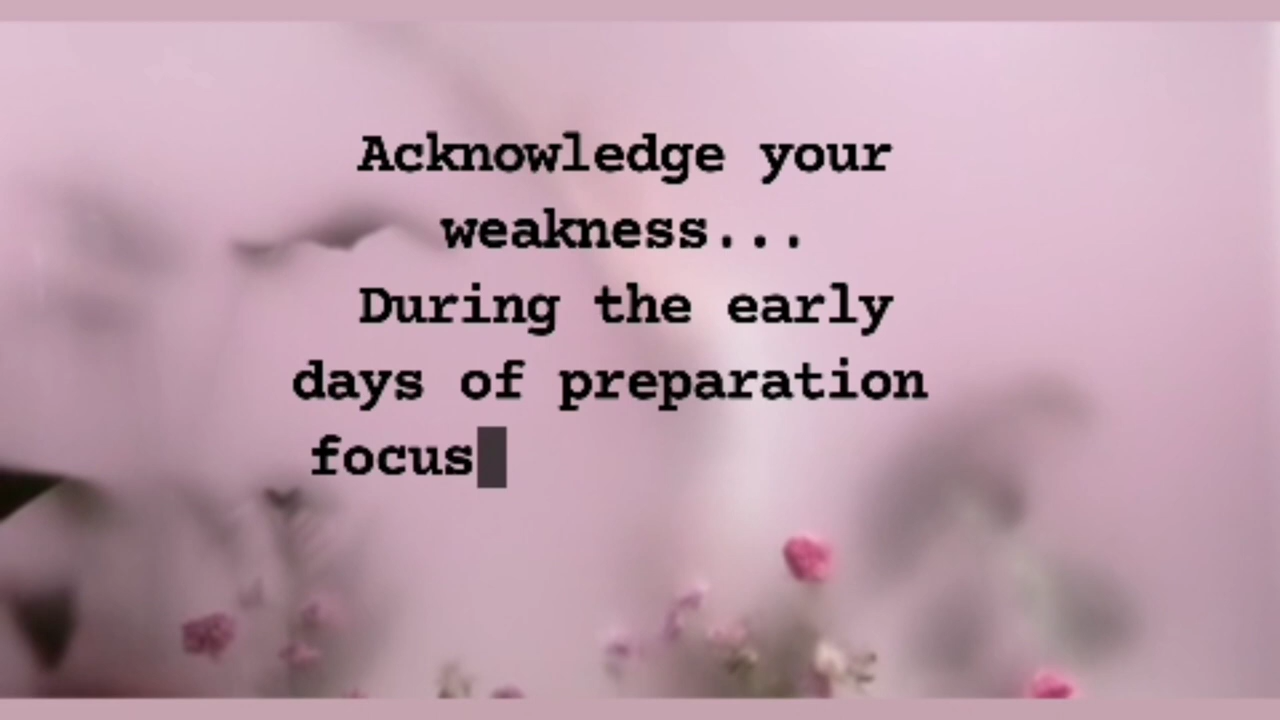 Acknowledge your
weakness...
During the early
days of preparation
focus